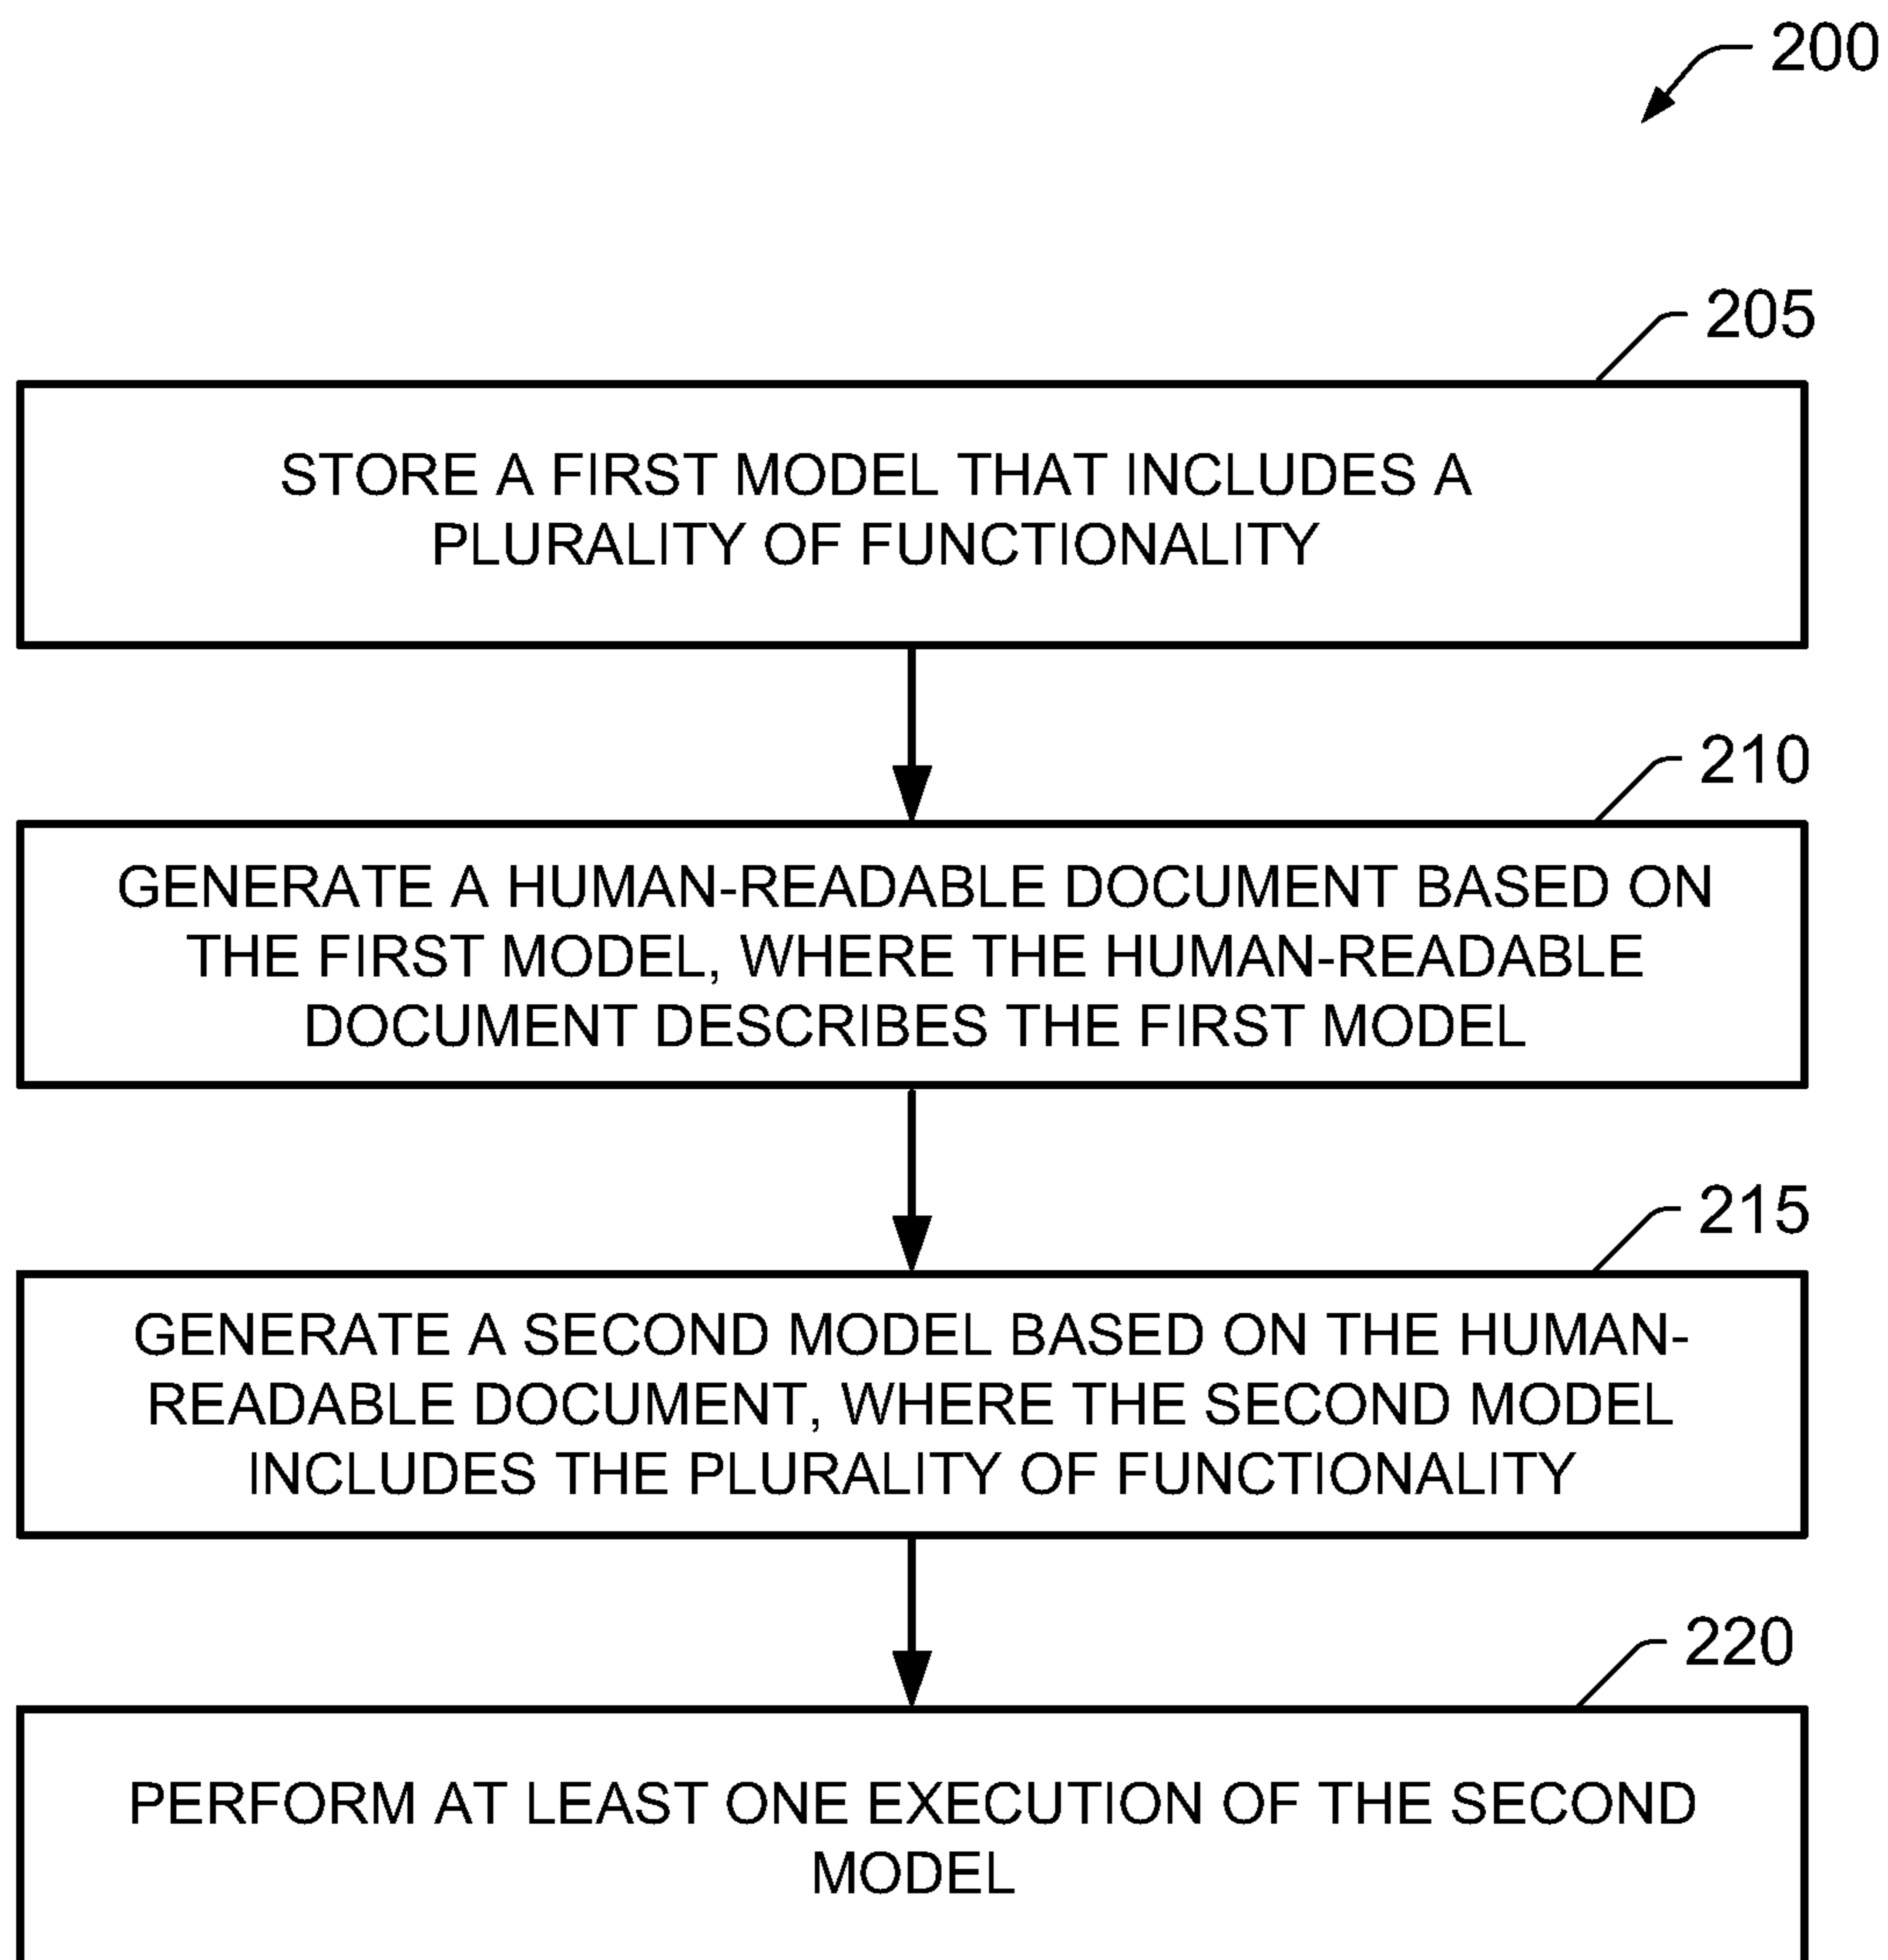 200
205
STORE A FIRST MODEL THAT INCLUDES A
PLURALITY OF FUNCTIONALITY
210
GENERATE A HUMAN-READABLE DOCUMENT BASED ON
THE FIRST MODEL, WHERE THE HUMAN-READABLE
DOCUMENT DESCRIBES THE FIRST MODEL
215
GENERATE A SECOND MODEL BASED ON THE HUMAN-
READABLE DOCUMENT, WHERE THE SECOND MODEL
INCLUDES THE PLURALITY OF FUNCTIONALITY
220
PERFORM AT LEAST ONE EXECUTION OF THE SECOND
MODEL